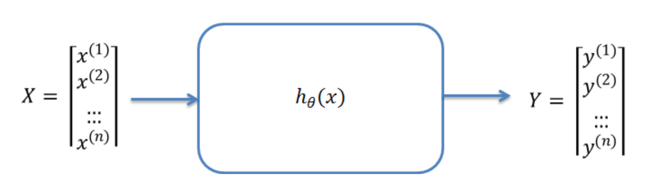 X = [x^(1) x^(2) ⋮⋮⋮ x^(n)]
h_θ(x)
Y = [y^(1) y^(2) ⋮⋮⋮ y^(n)]